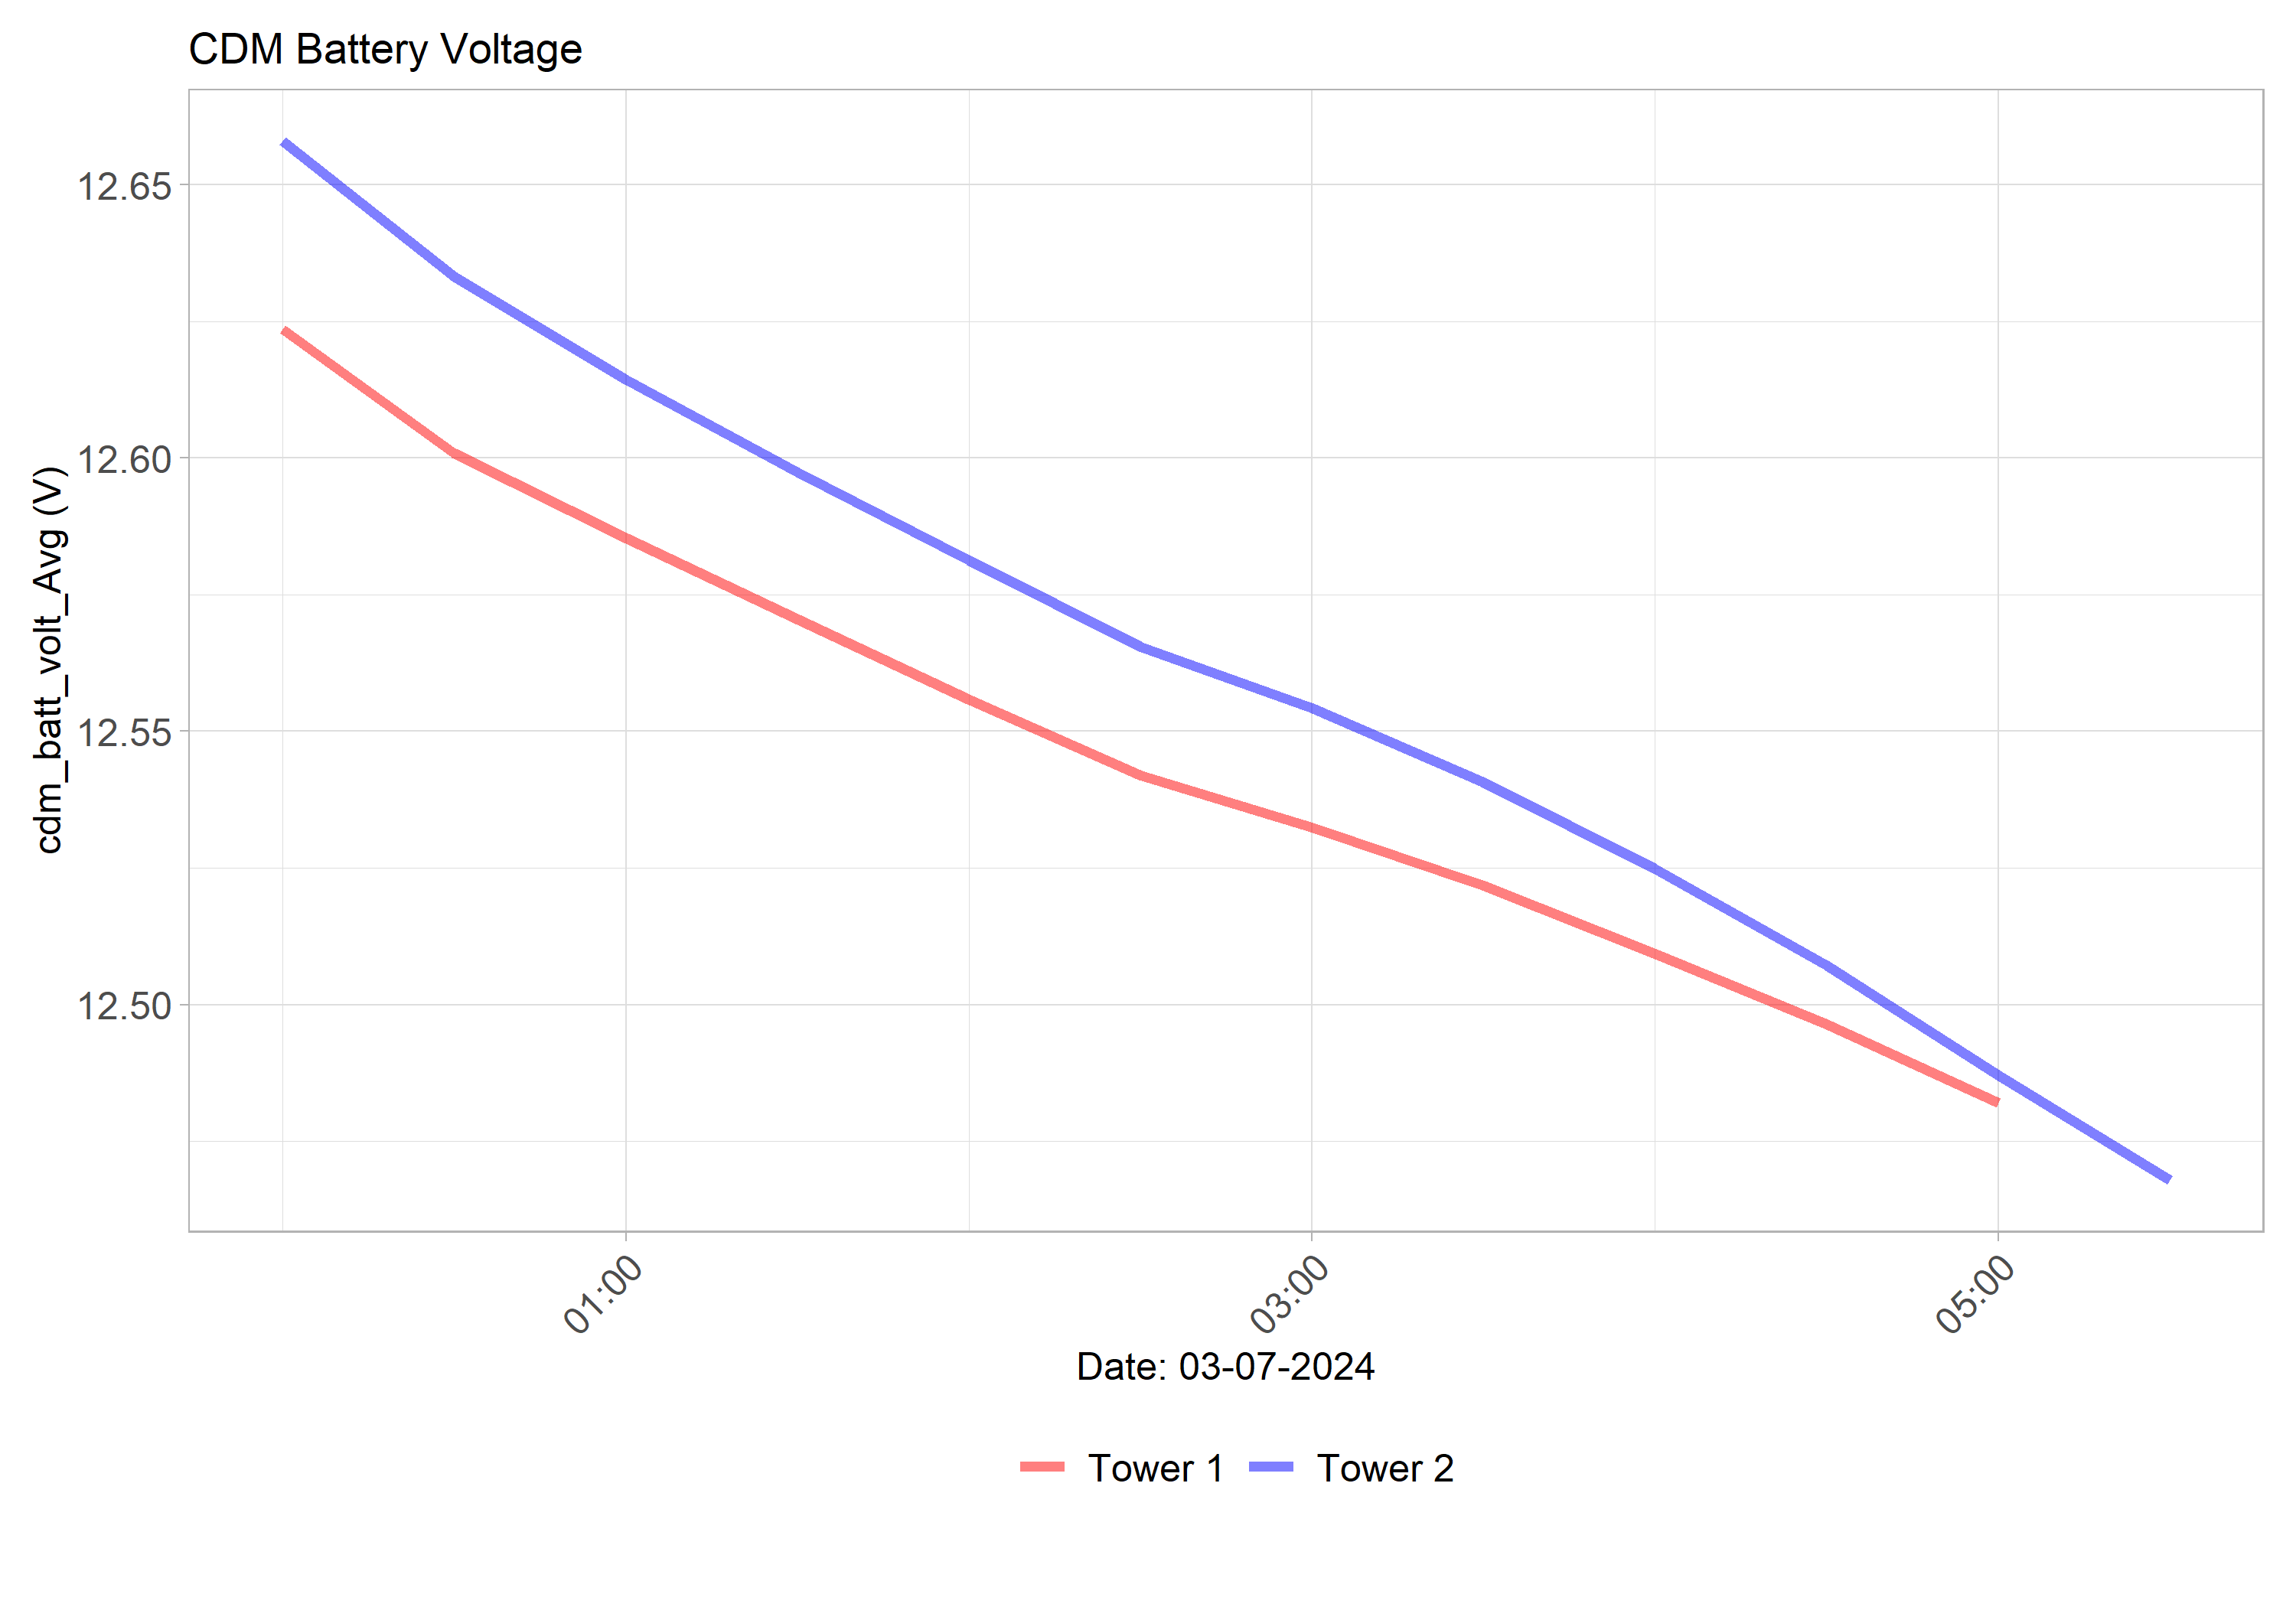 CDM Battery Voltage
cdm_batt_volt_Avg (V)
12.65
12.60
12.55
12.50
01:00
03:00
05:00
Date: 03-07-2024
Tower 1
Tower 2